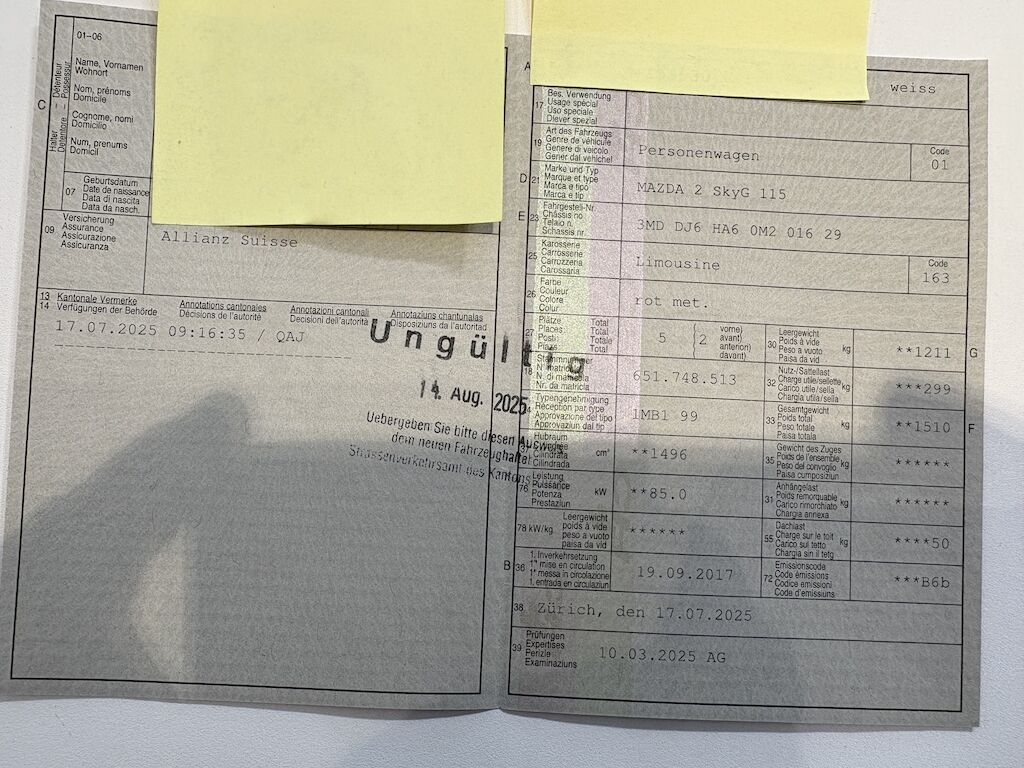 01-06
Name, Vornamen
Wohnort
Nom, prénoms
Domicile
Cognome, nomi
Domicilio
Num, prenums
Domicil
C
Halter – Détenteur
Detentore – Possessur
07
Geburtsdatum
Date de naissance
Data di nascita
Data da nasch.
09
Versicherung
Assurance
Assicurazione
Assicuranza
Allianz Suisse
13 Kantonale Vermerke Annotations cantonales Annotazioni cantonali Annotaziuns chantunalas
14 Verfügungen der Behörde Décisions de l'autorité Decisioni dell'autorità Disposiziuns da l'autoritad
17.07.2025 09:16:35 / QAJ
Ungültig
14. Aug. 2025
Uebergeben Sie bitte diesen Ausweis
dem neuen Fahrzeughalter
Strassenverkehrsamt des Kantons
A
weiss
17
Bes. Verwendung
Usage spécial
Uso speciale
Diever spezial
19
Art des Fahrzeugs
Genre de véhicule
Genere di veicolo
Gener dal vehichel
Personenwagen
Code
01
D 21
Marke und Typ
Marque et type
Marca e tipo
Marca e tip
MAZDA 2 SkyG 115
E 23
Fahrgestell-Nr.
Châssis no
Telaio n.
Schassis nr.
3MD DJ6 HA6 0M2 016 29
25
Karosserie
Carrosserie
Carrozzeria
Carossaria
Limousine
Code
163
26
Farbe
Couleur
Colore
Colur
rot met.
27
Plätze Total
Places Total
Posti Totale
Plazs Total
5 (2 vorne)
avant)
anteriori)
davant)
30
Leergewicht
Poids à vide
Peso a vuoto
Paisa da vid
kg
**1211
G
18
Stammnummer
N° matricule
N. di matricola
Nr. da matricla
651.748.513
32
Nutz-/Sattellast
Charge utile/sellette
Carico utile/sella
Chargia utila/sella
kg
***299
Typengenehmigung
Réception par type
Approvazione del tipo
Approvaziun dal tip
1MB1 99
33
Gesamtgewicht
Poids total
Peso totale
Paisa totala
kg
**1510
F
37
Hubraum
Cylindrée
Cilindrata
Cilindrada
cm³
**1496
35
Gewicht des Zuges
Poids de l'ensemble
Peso del convoglio
Paisa cumposiziun
kg
******
76
Leistung
Puissance
Potenza
Prestaziun
kW
**85.0
31
Anhängelast
Poids remorquable
Carico rimorchiato
Chargia annexa
kg
******
78 kW/kg
Leergewicht
poids à vide
peso a vuoto
paisa da vid
******
55
Dachlast
Charge sur le toit
Carico sul tetto
Chargia sin il tetg
kg
****50
B 36
1. Inverkehrsetzung
1re mise en circulation
1a messa in circolazione
1. entrada en circulaziun
19.09.2017
72
Emissionscode
Code émissions
Codice emissioni
Code d'emissiuns
***B6b
38. Zürich, den 17.07.2025
39
Prüfungen
Expertises
Perizie
Examinaziuns
10.03.2025 AG